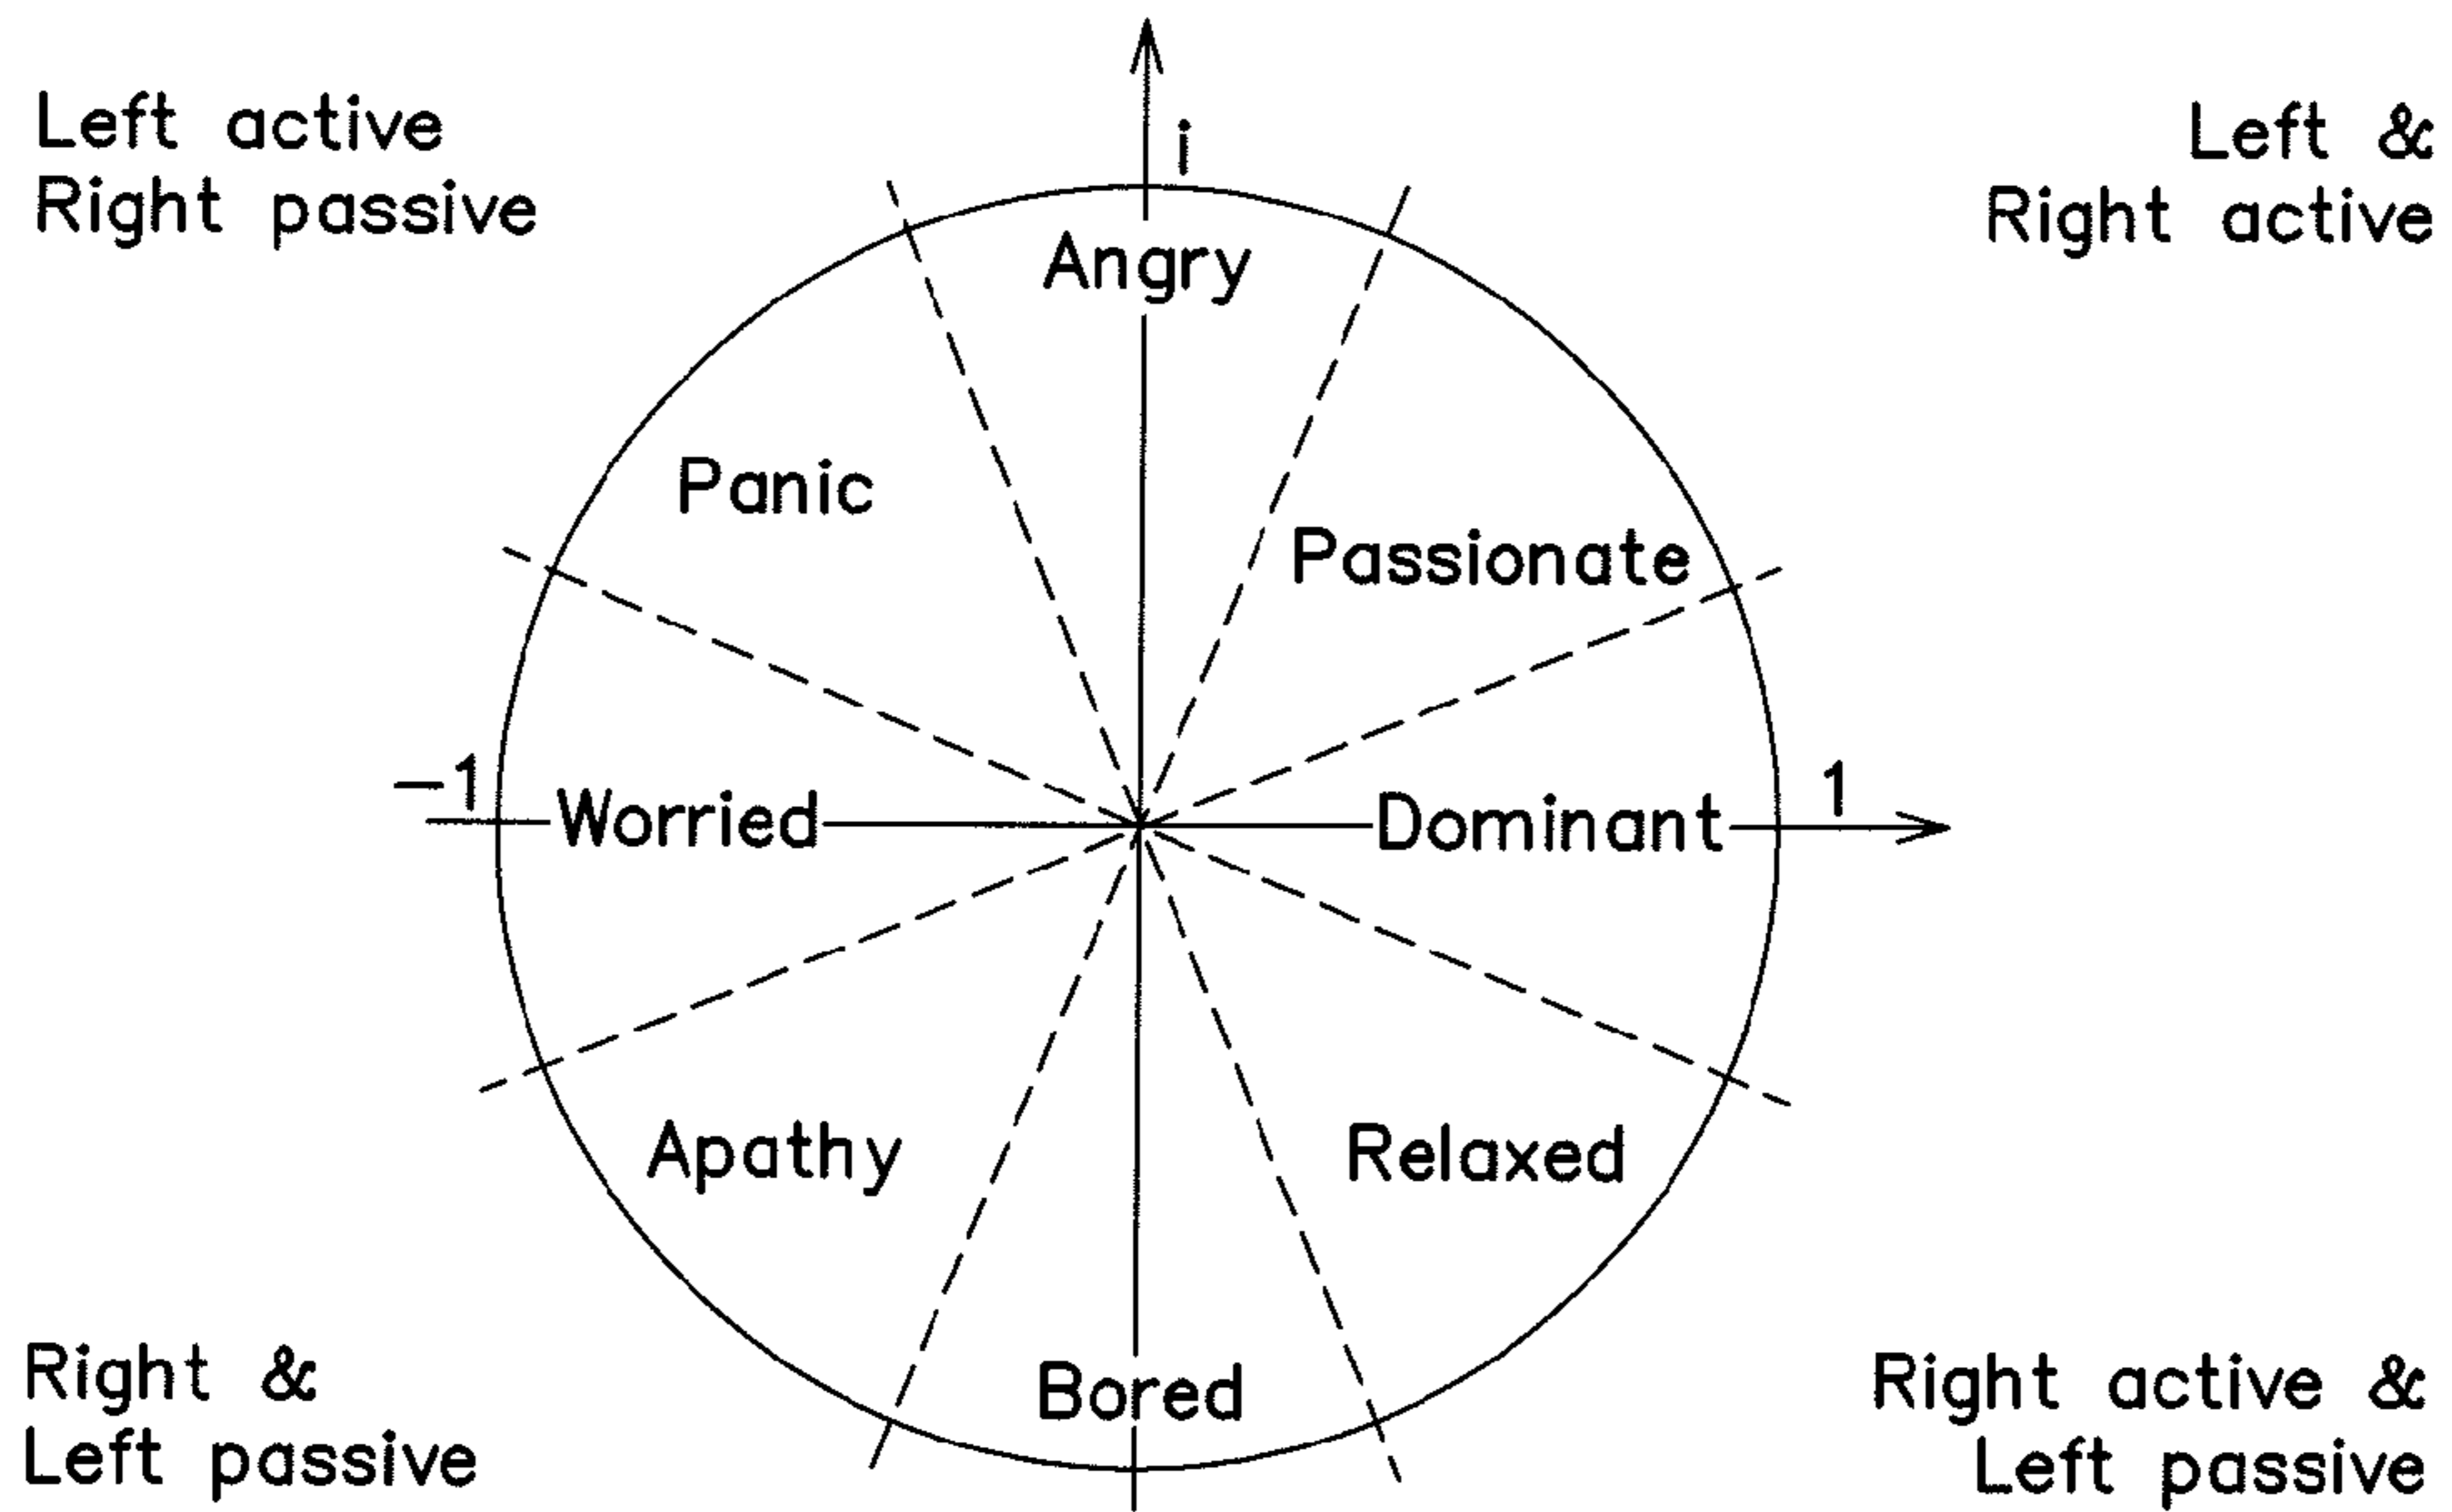 Left active
Right passive
i
Left &
Right active
Angry
Panic
Passionate
-1
Worried
Dominant
1
Apathy
Relaxed
Right &
Left passive
Bored
Right active &
Left passive